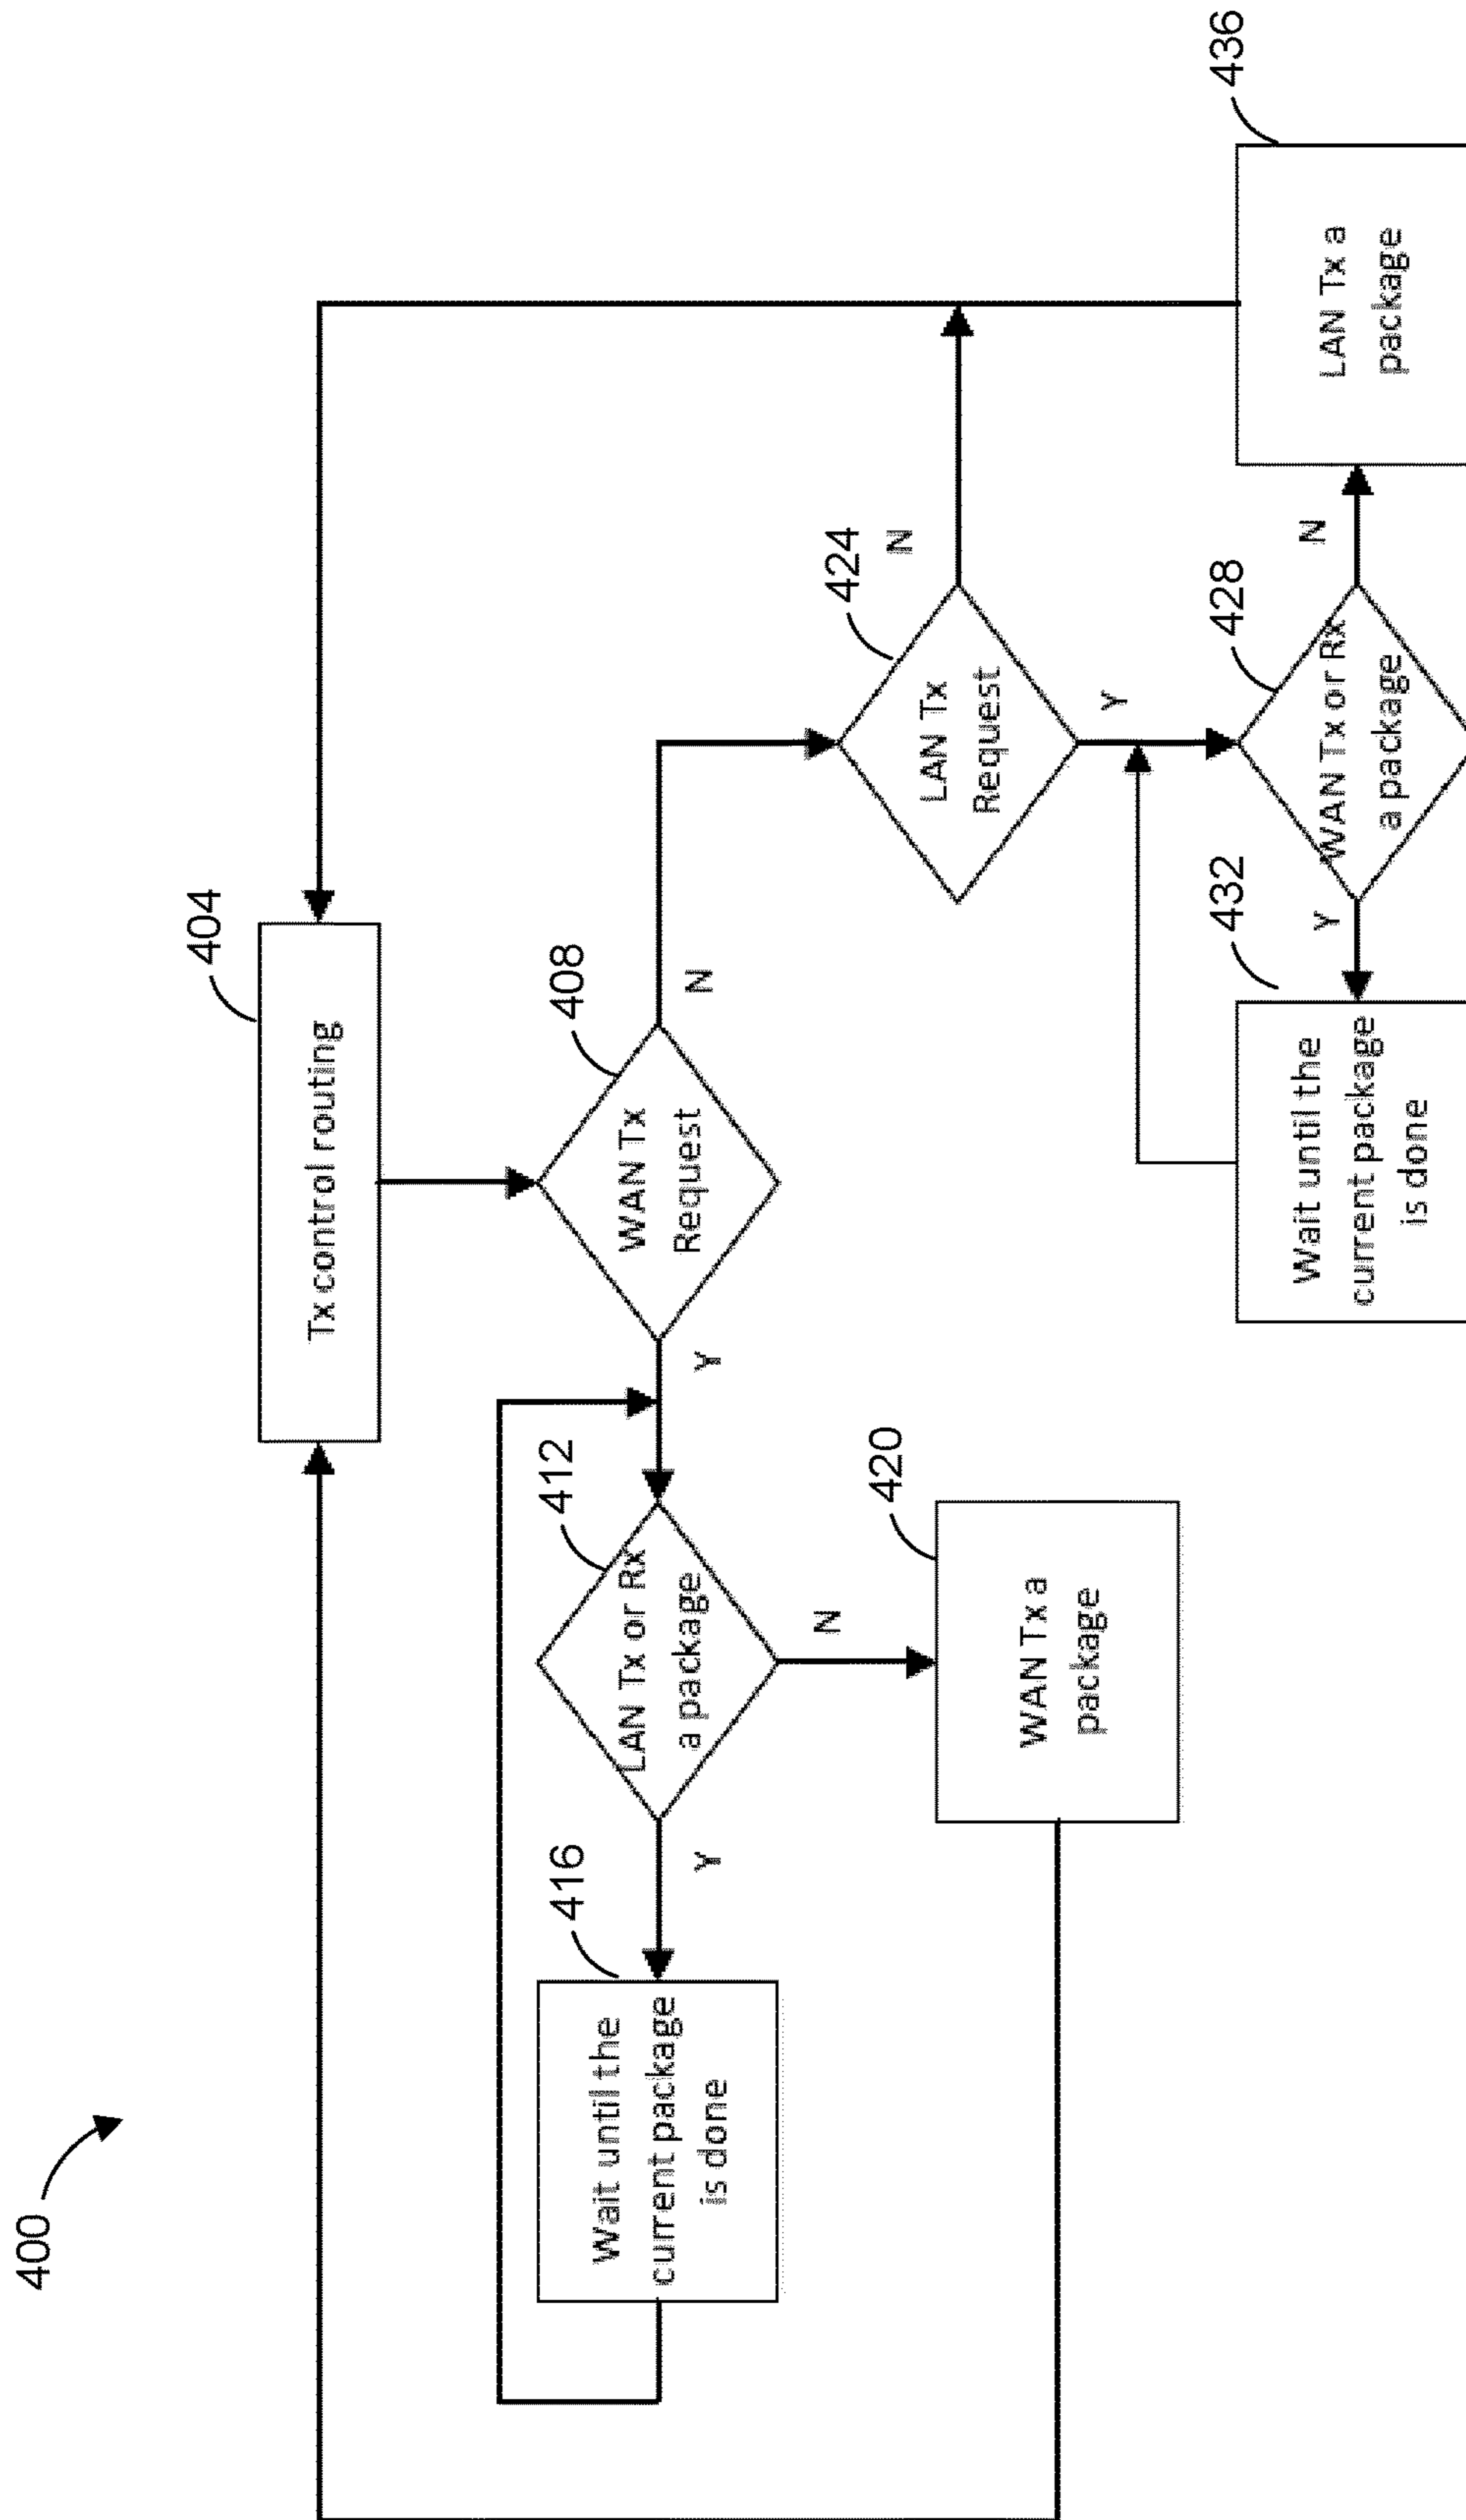 400
404
Tx control routing
408
WAN Tx
Request
N
Y
412
LAN Tx or Rx
a package
Y
N
416
Wait until the
current package
is done
420
WAN Tx a
package
424
LAN Tx
Request
N
Y
428
WAN Tx or Rx
a package
Y
N
432
Wait until the
current package
is done
436
LAN Tx a
package